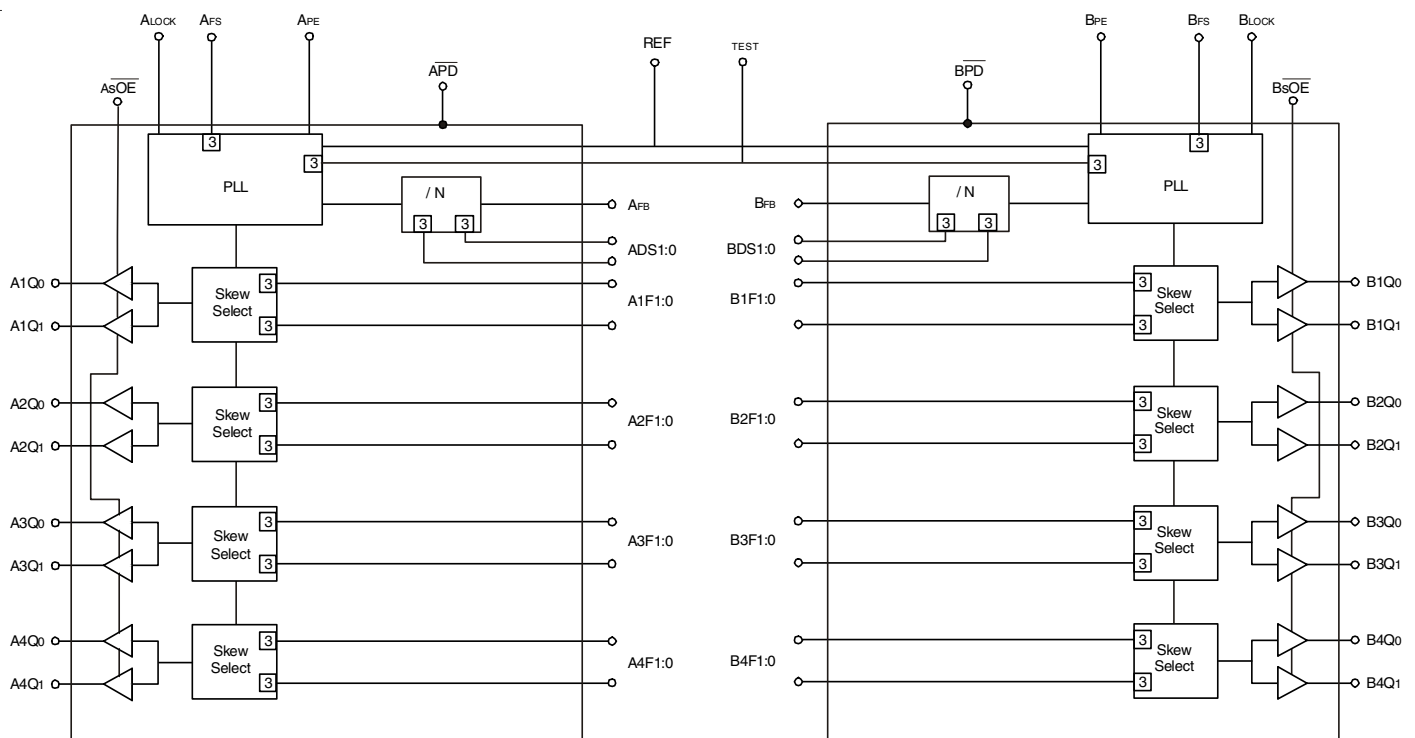 ALOCK AFS APE REF TEST BPE BFS BLOCK
AsOE APD BPD BsOE
3 3
3 3
PLL PLL
/ N / N
3 3 3 3
AFB BFB
ADS1:0 BDS1:0
A1Q0 Skew Select 3 3 A1F1:0 B1F1:0 3 3 Skew Select B1Q0
A1Q1 B1Q1
A2Q0 Skew Select 3 3 A2F1:0 B2F1:0 3 3 Skew Select B2Q0
A2Q1 B2Q1
A3Q0 Skew Select 3 3 A3F1:0 B3F1:0 3 3 Skew Select B3Q0
A3Q1 B3Q1
A4Q0 Skew Select 3 3 A4F1:0 B4F1:0 3 3 Skew Select B4Q0
A4Q1 B4Q1